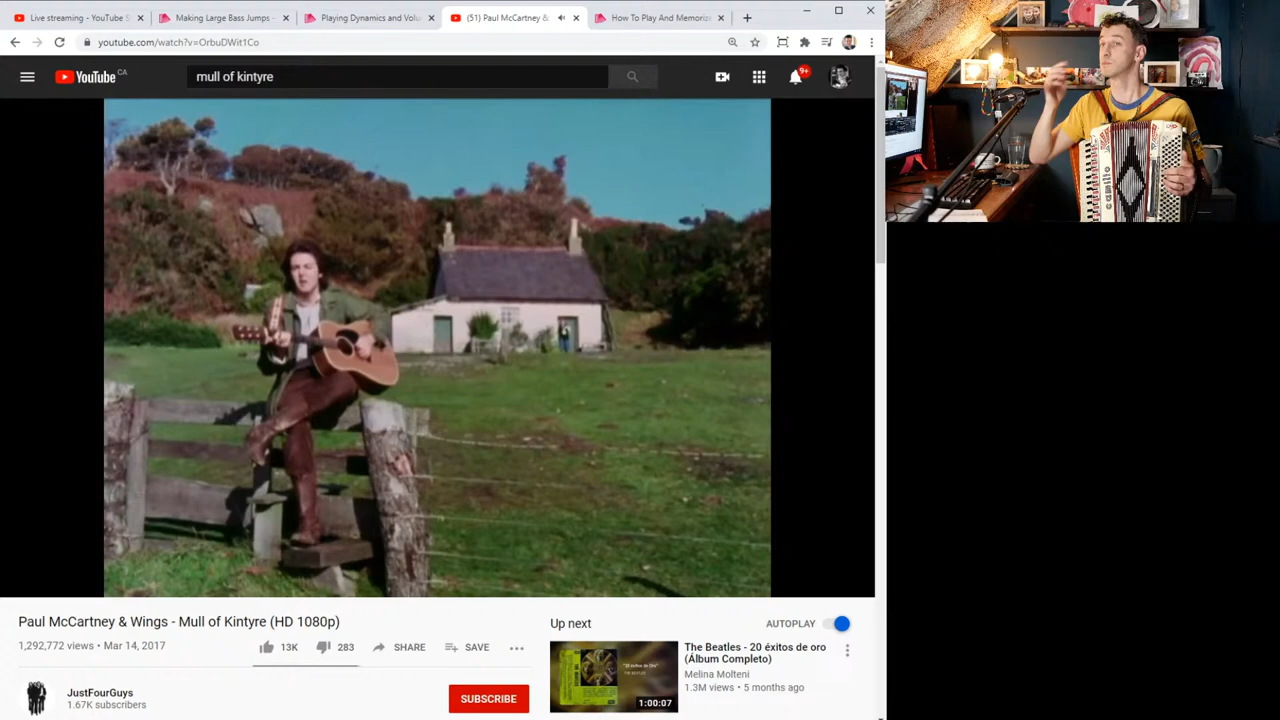 Live streaming - YouTube S
Making Large Bass Jumps -
Playing Dynamics and Volu
(51) Paul McCartney &
How To Play And Memoriz
youtube.com/watch?v=OrbuDWit1Co
YouTube CA
mull of kintyre
9+
camillo
Paul McCartney & Wings - Mull of Kintyre (HD 1080p)
1,292,772 views • Mar 14, 2017
13K
283
SHARE
SAVE
JustFourGuys
1.67K subscribers
SUBSCRIBE
Up next
AUTOPLAY
The Beatles - 20 éxitos de oro
(Álbum Completo)
Melina Molteni
1.3M views • 5 months ago
1:00:07